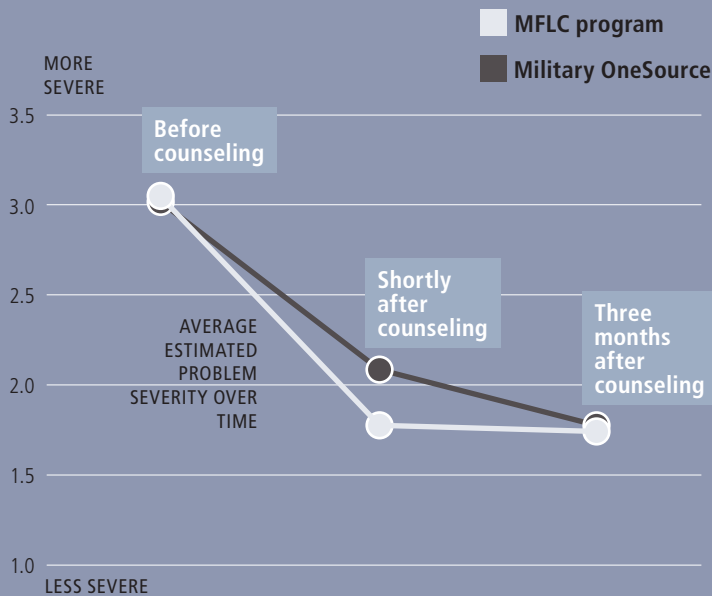 MFLC program
Military OneSource
MORE
SEVERE
3.5
Before
counseling
3.0
2.5
Shortly
after
counseling
Three
months
after
counseling
AVERAGE
ESTIMATED
PROBLEM
SEVERITY OVER
TIME
2.0
1.5
1.0
LESS SEVERE